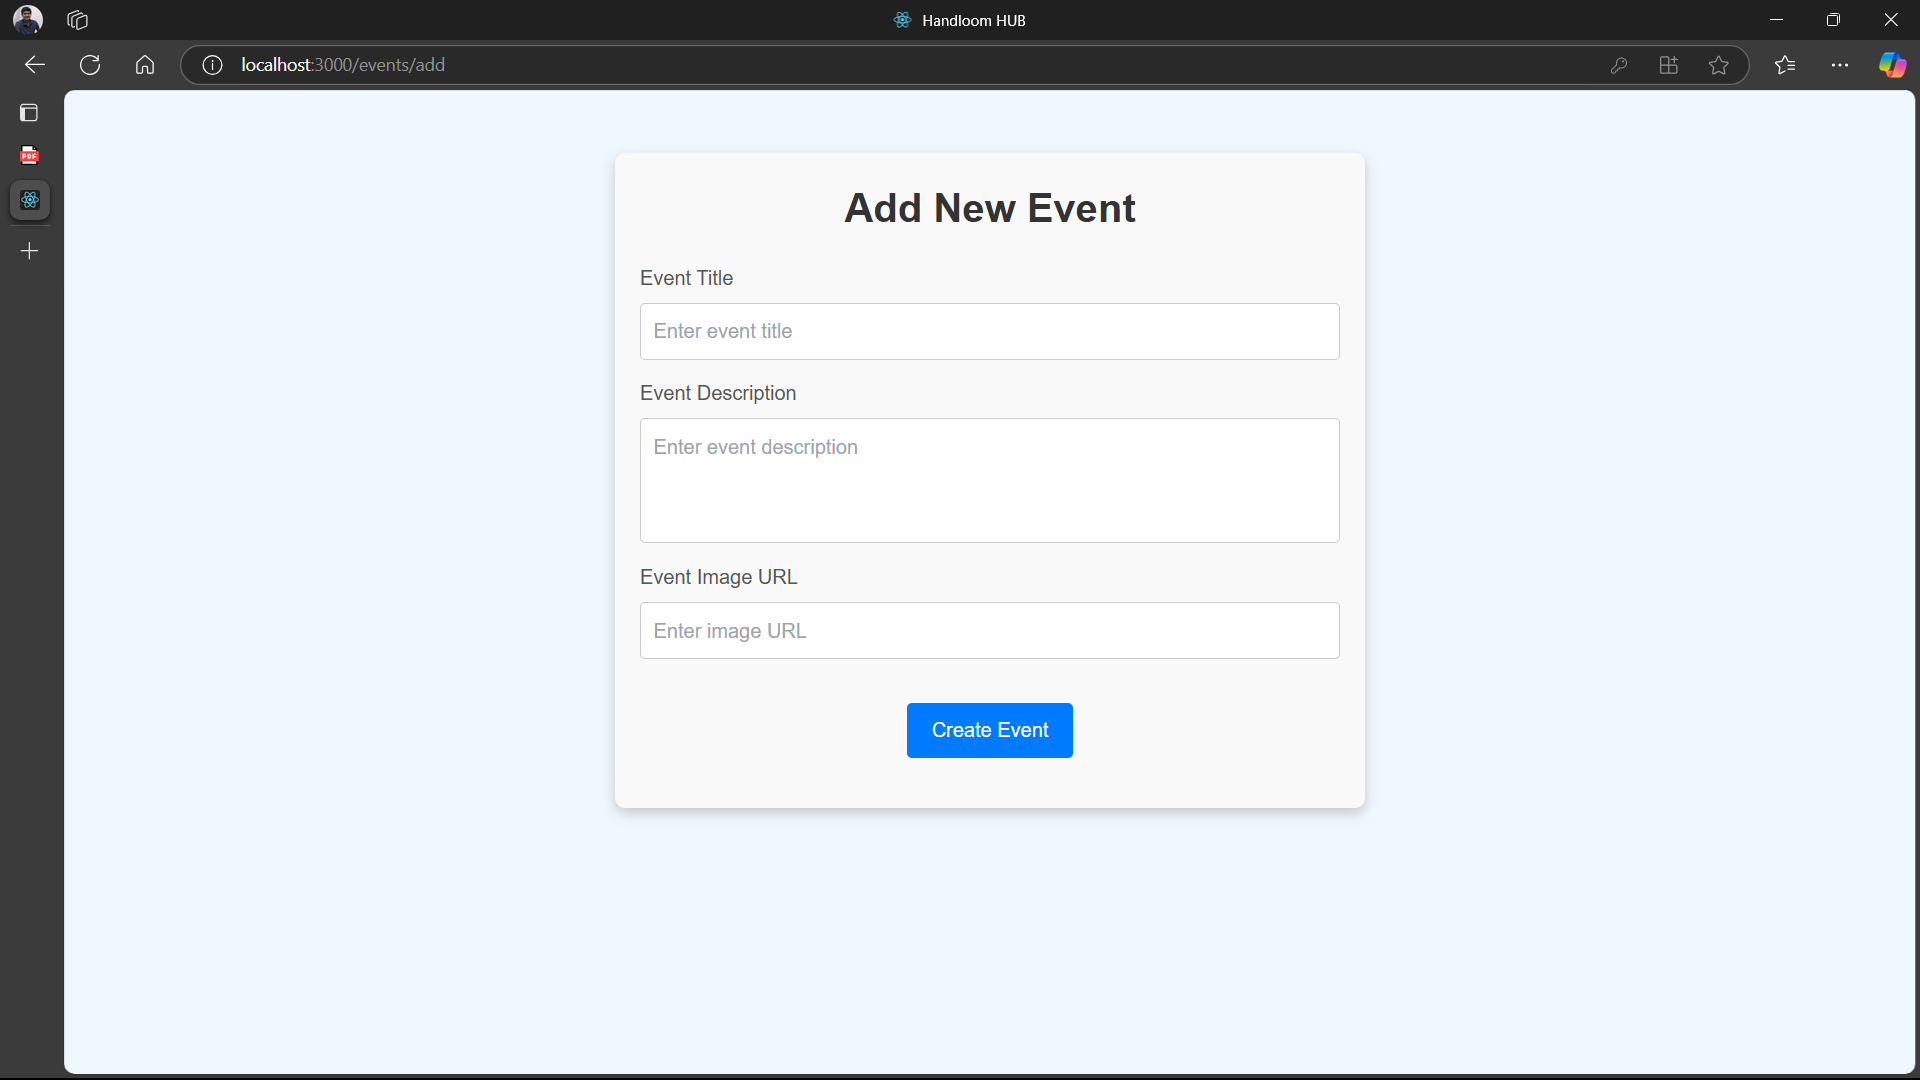 Handloom HUB
localhost:3000/events/add
PDF
Add New Event
Event Title
Enter event title
Event Description
Enter event description
Event Image URL
Enter image URL
Create Event